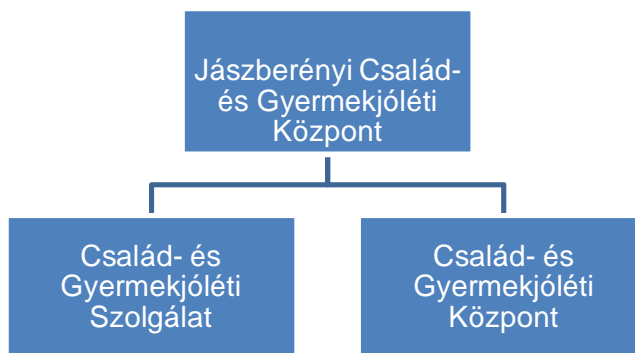 Jászberényi Család-
és Gyermekjóléti
Központ
Család- és
Gyermekjóléti
Szolgálat
Család- és
Gyermekjóléti
Központ